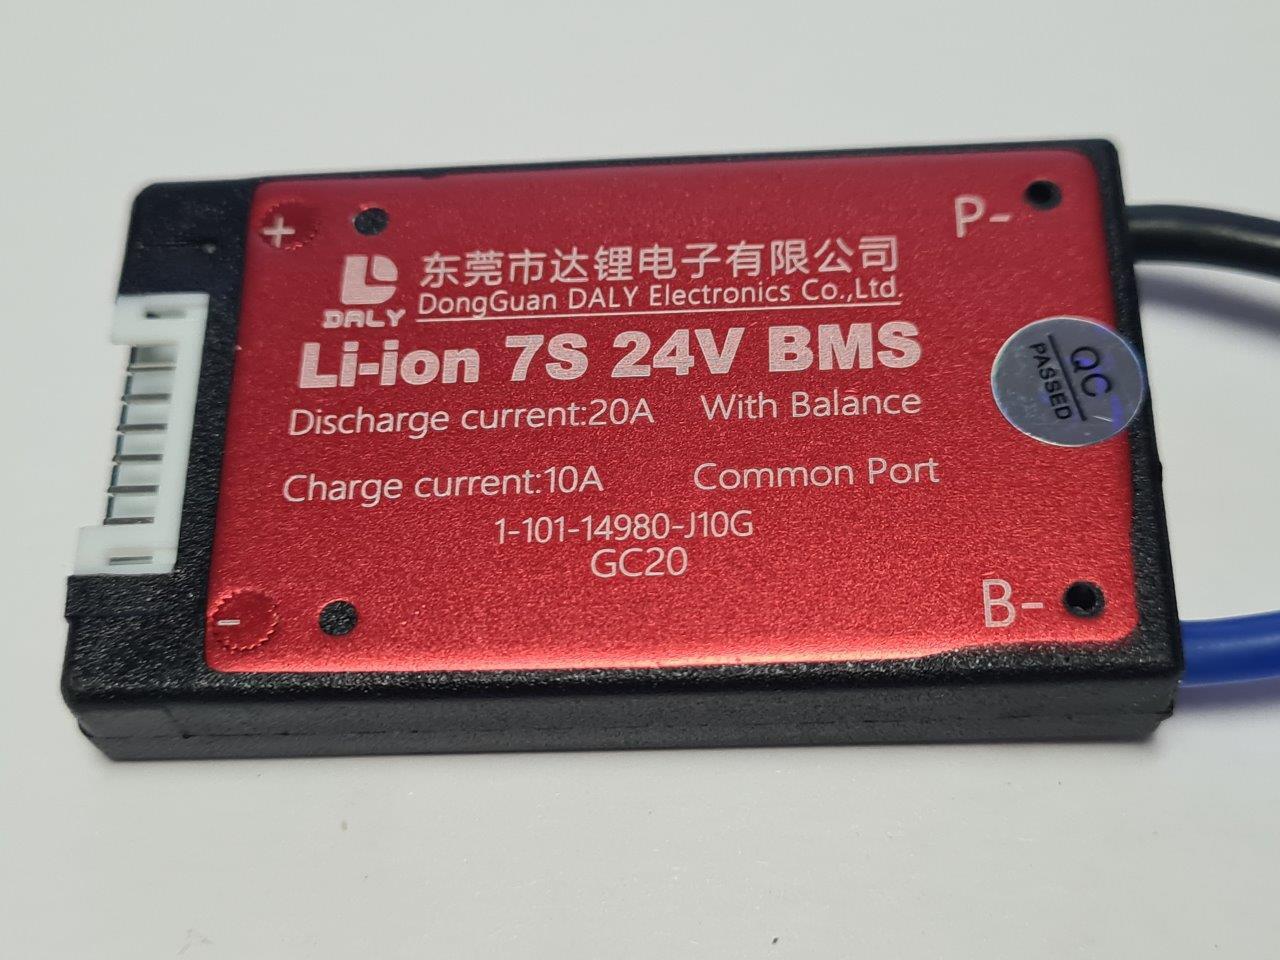 +
P-
东莞市达锂电子有限公司
DALY
DongGuan DALY Electronics Co.,Ltd.
Li-ion 7S 24V BMS
QC
PASSED
Discharge current:20A With Balance
Charge current:10A Common Port
1-101-14980-J10G
GC20
B-
-